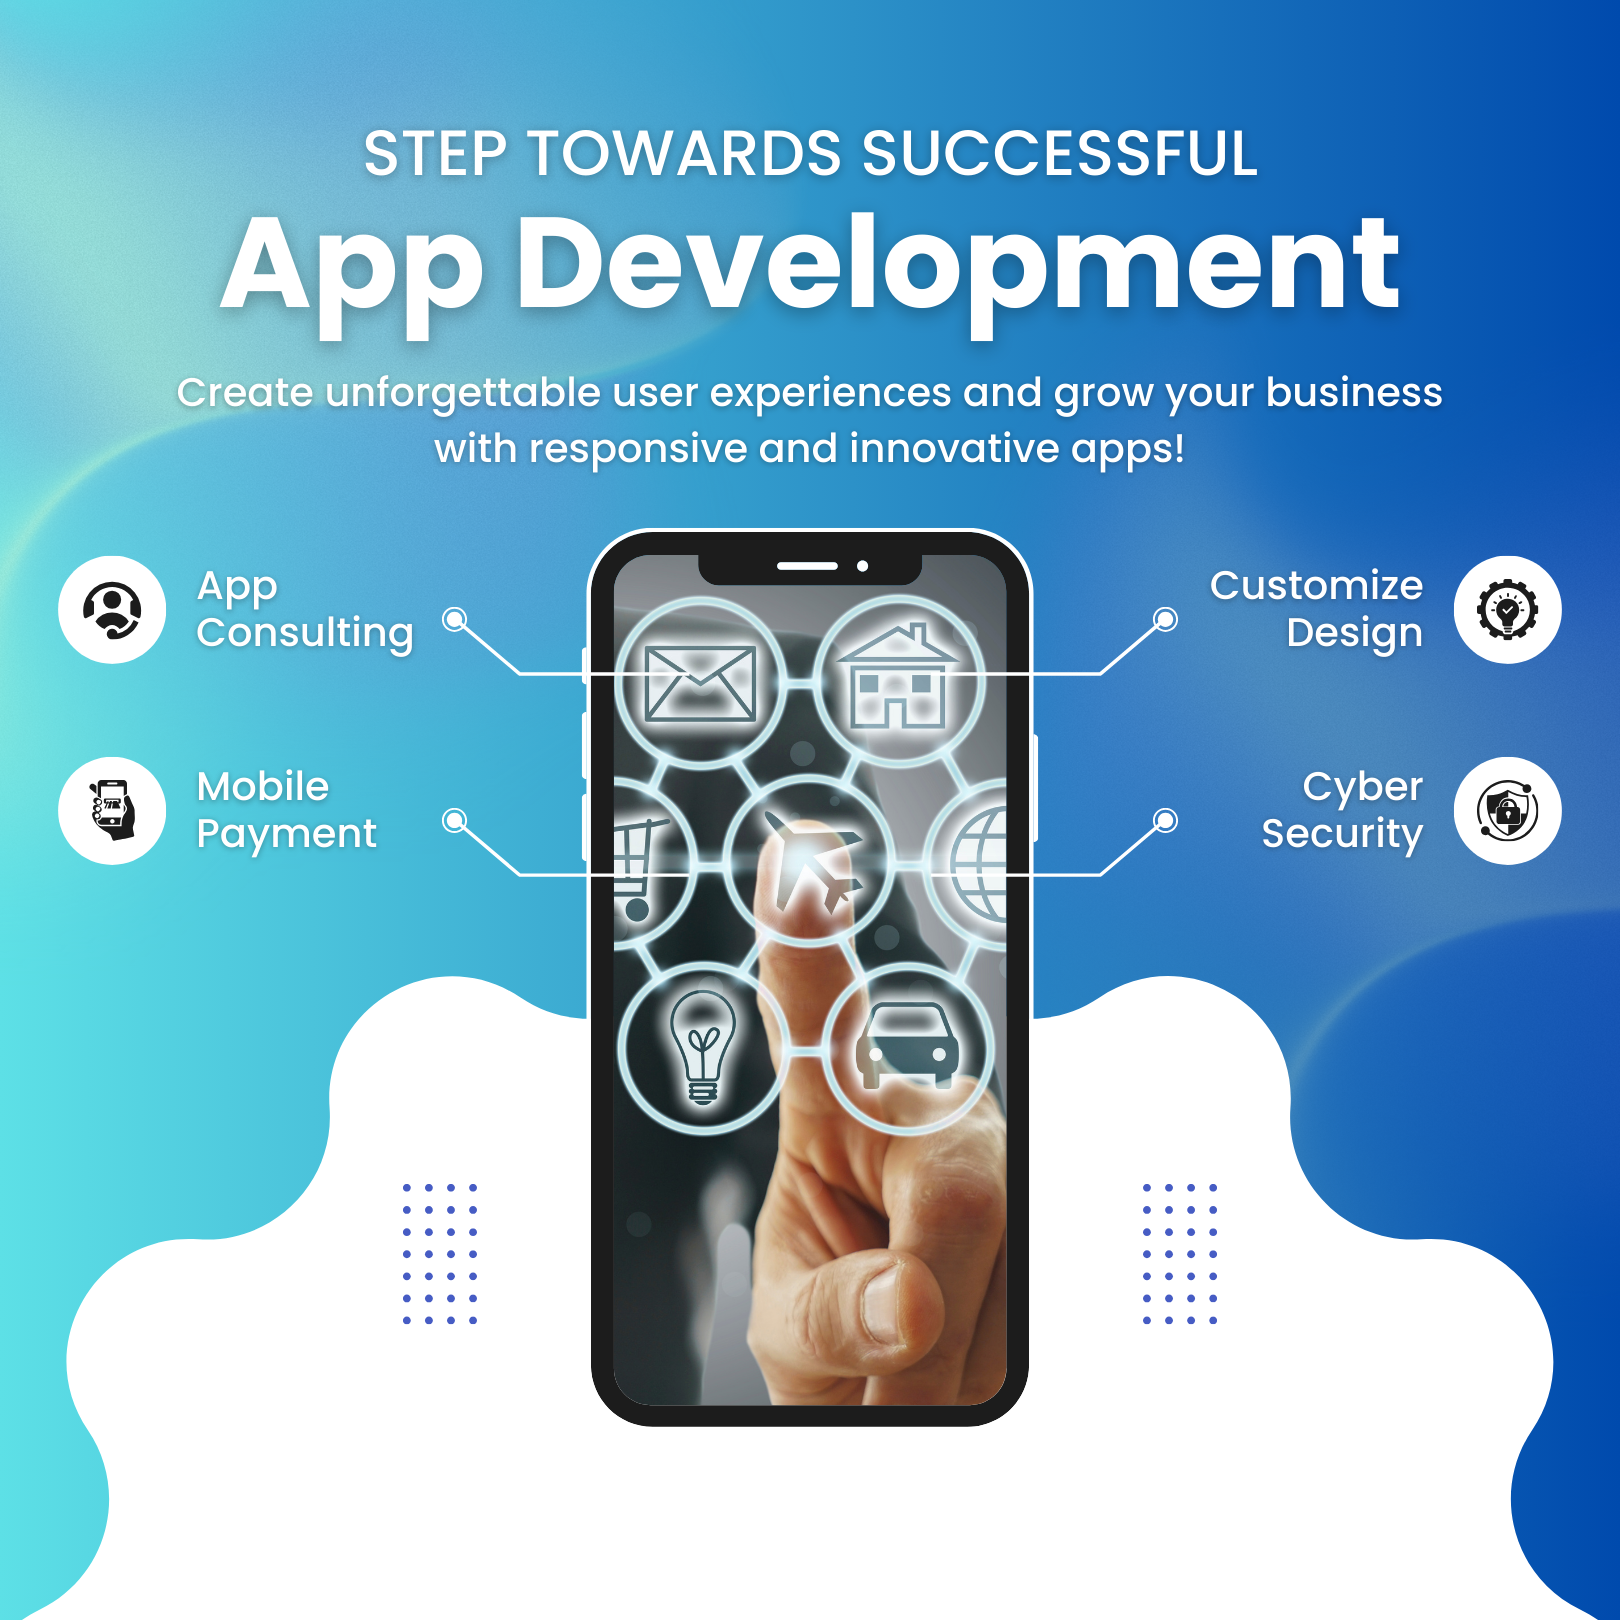 STEP TOWARDS SUCCESSFUL
App Development
Create unforgettable user experiences and grow your business
with responsive and innovative apps!
App
Consulting
Customize
Design
Mobile
Payment
Cyber
Security